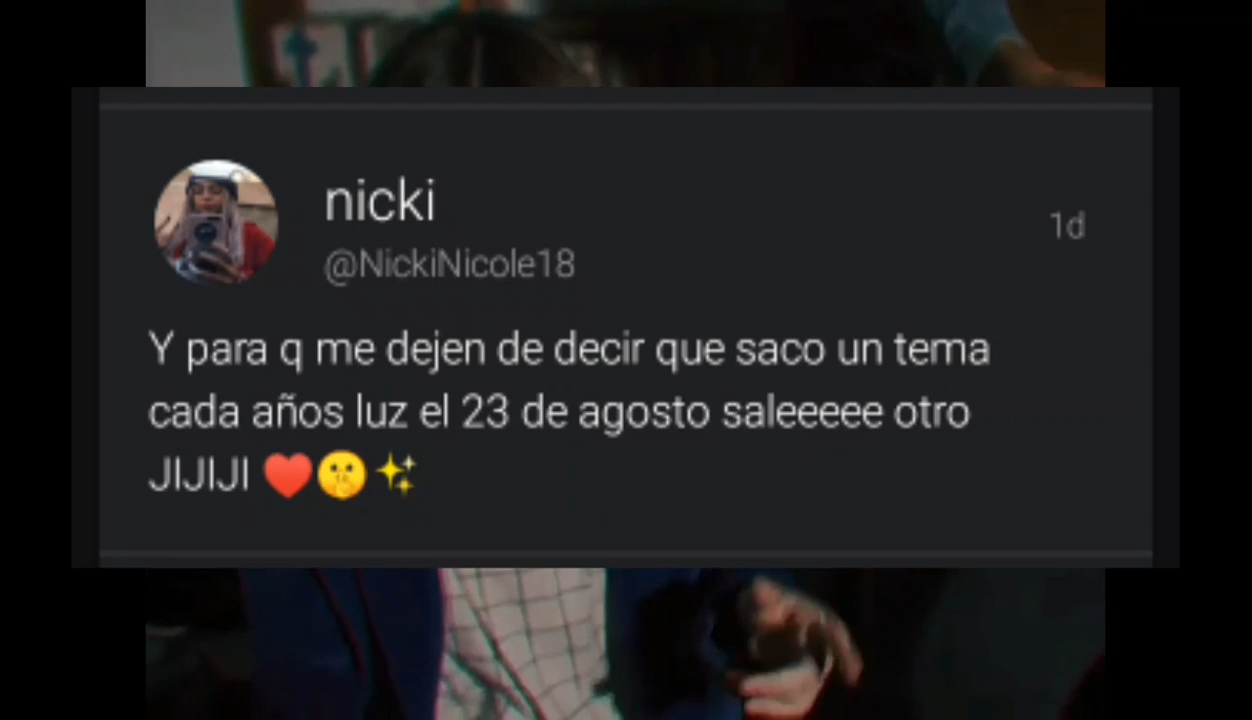 nicki
@NickiNicole18
1d
Y para q me dejen de decir que saco un tema
cada años luz el 23 de agosto saleeeee otro
JIJIJI ❤️🤫✨